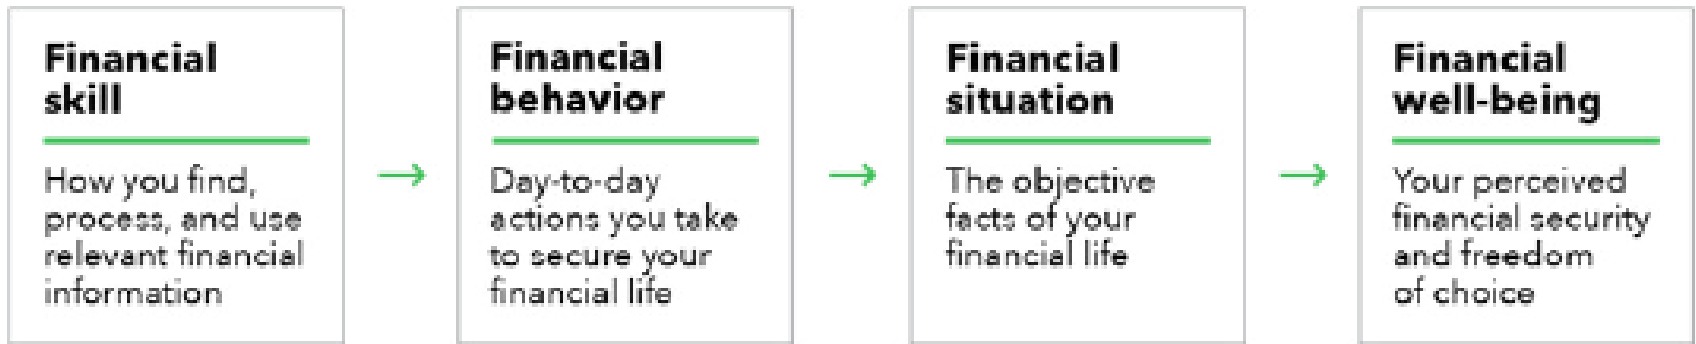 Financial
skill
How you find,
process, and use
relevant financial
information
Financial
behavior
Day-to-day
actions you take
to secure your
financial life
Financial
situation
The objective
facts of your
financial life
Financial
well-being
Your perceived
financial security
and freedom
of choice